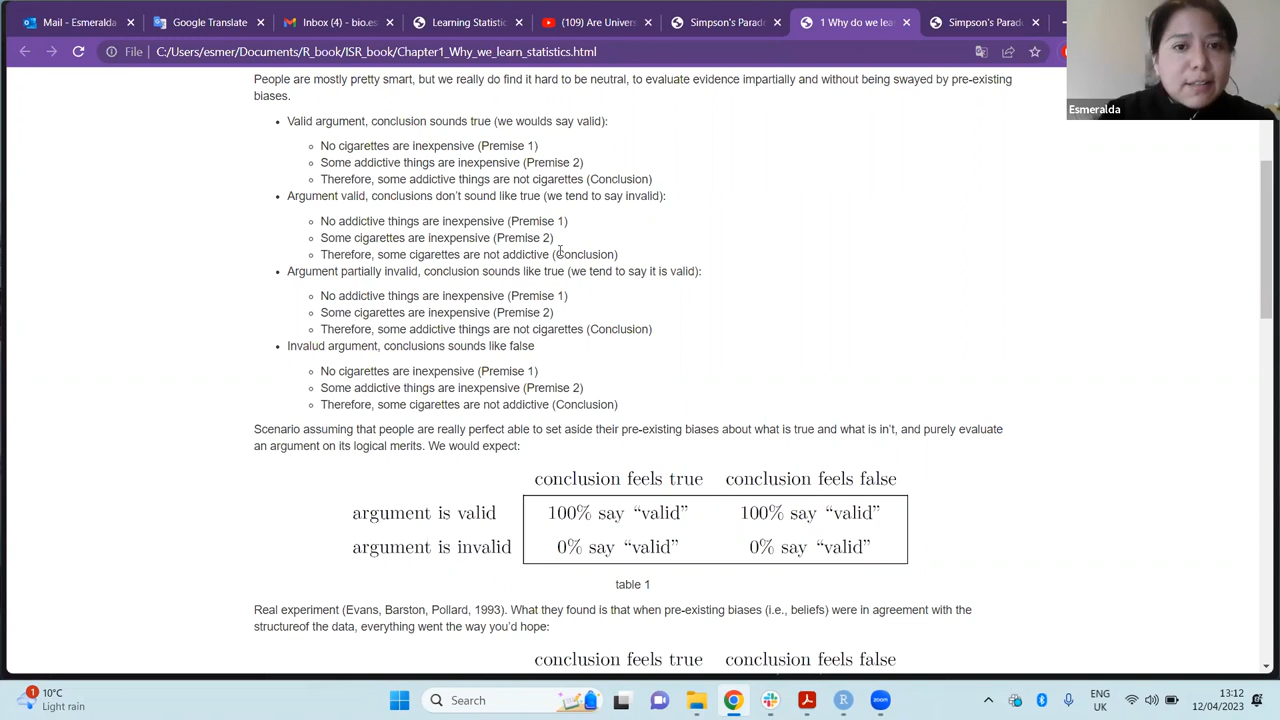 Mail - Esmeralda
Google Translate
Inbox (4) - bio.es
Learning Statistic
(109) Are Univer
Simpson's Parad
1 Why do we lea
Simpson's Parad
File
C:/Users/esmer/Documents/R_book/ISR_book/Chapter1_Why_we_learn_statistics.html
Esmeralda
People are mostly pretty smart, but we really do find it hard to be neutral, to evaluate evidence impartially and without being swayed by pre-existing
biases.
• Valid argument, conclusion sounds true (we woulds say valid):
No cigarettes are inexpensive (Premise 1)
Some addictive things are inexpensive (Premise 2)
Therefore, some addictive things are not cigarettes (Conclusion)
• Argument valid, conclusions don't sound like true (we tend to say invalid):
No addictive things are inexpensive (Premise 1)
Some cigarettes are inexpensive (Premise 2)
Therefore, some cigarettes are not addictive (Conclusion)
• Argument partially invalid, conclusion sounds like true (we tend to say it is valid):
No addictive things are inexpensive (Premise 1)
Some cigarettes are inexpensive (Premise 2)
Therefore, some addictive things are not cigarettes (Conclusion)
• Invalud argument, conclusions sounds like false
No cigarettes are inexpensive (Premise 1)
Some addictive things are inexpensive (Premise 2)
Therefore, some cigarettes are not addictive (Conclusion)
Scenario assuming that people are really perfect able to set aside their pre-existing biases about what is true and what is in't, and purely evaluate
an argument on its logical merits. We would expect:
conclusion feels true conclusion feels false
argument is valid 100% say "valid" 100% say "valid"
argument is invalid 0% say "valid" 0% say "valid"
table 1
Real experiment (Evans, Barston, Pollard, 1993). What they found is that when pre-existing biases (i.e., beliefs) were in agreement with the
structureof the data, everything went the way you'd hope:
conclusion feels true conclusion feels false
1
10°C
Light rain
Search
zoom
ENG
UK
13:12
12/04/2023